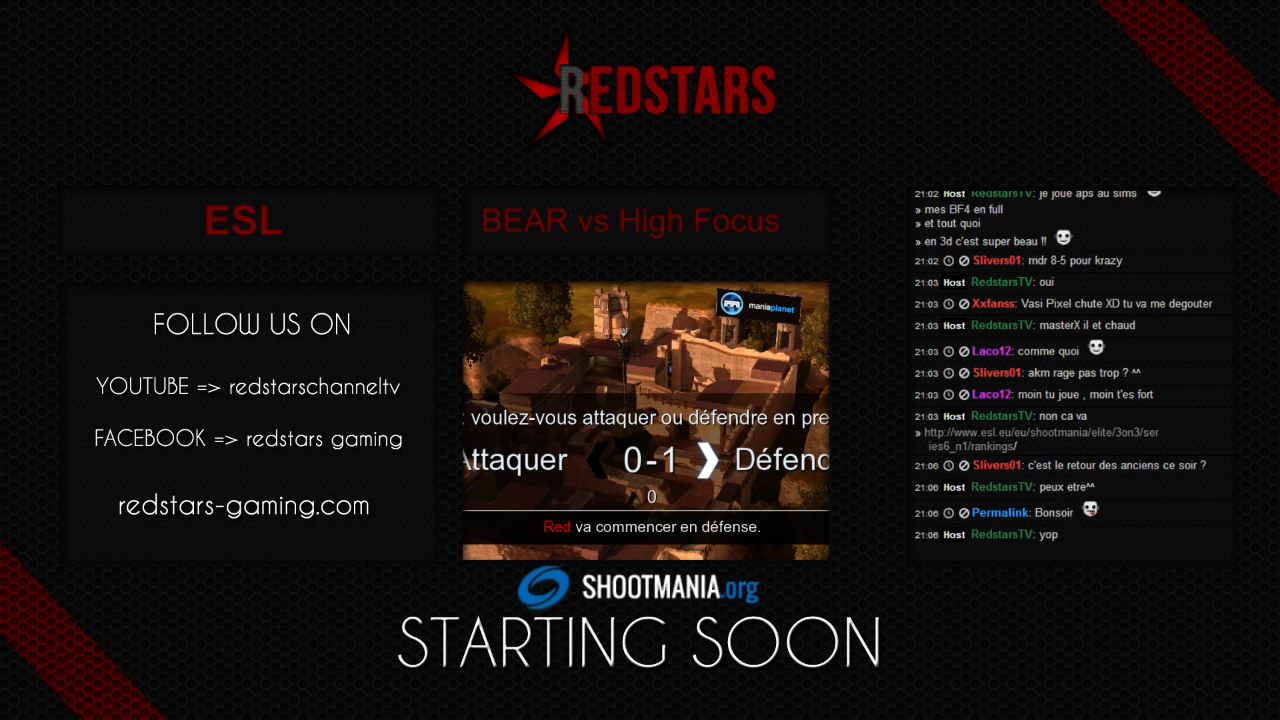 REDSTARS
ESL
FOLLOW US ON
YOUTUBE => redstarschanneltv
FACEBOOK => redstars gaming
redstars-gaming.com
BEAR vs High Focus
maniaplanet
: voulez-vous attaquer ou défendre en pre
Attaquer 0-1 Défend
0
Red va commencer en défense.
21:02 Host RedstarsTV: je joue aps au sims
» mes BF4 en full
» et tout quoi
» en 3d c'est super beau !!
21:02 Slivers01: mdr 8-5 pour krazy
21:03 Host RedstarsTV: oui
21:03 Xxfanss: Vasi Pixel chute XD tu va me degouter
21:03 Host RedstarsTV: masterX il et chaud
21:03 Laco12: comme quoi
21:03 Slivers01: akm rage pas trop ? ^^
21:03 Laco12: moin tu joue , moin t'es fort
21:03 Host RedstarsTV: non ca va
» http://www.esl.eu/eu/shootmania/elite/3on3/ser
ies6_n1/rankings/
21:06 Slivers01: c'est le retour des anciens ce soir ?
21:06 Host RedstarsTV: peux etre^^
21:06 Permalink: Bonsoir
21:06 Host RedstarsTV: yop
SHOOTMANIA.org
STARTING SOON